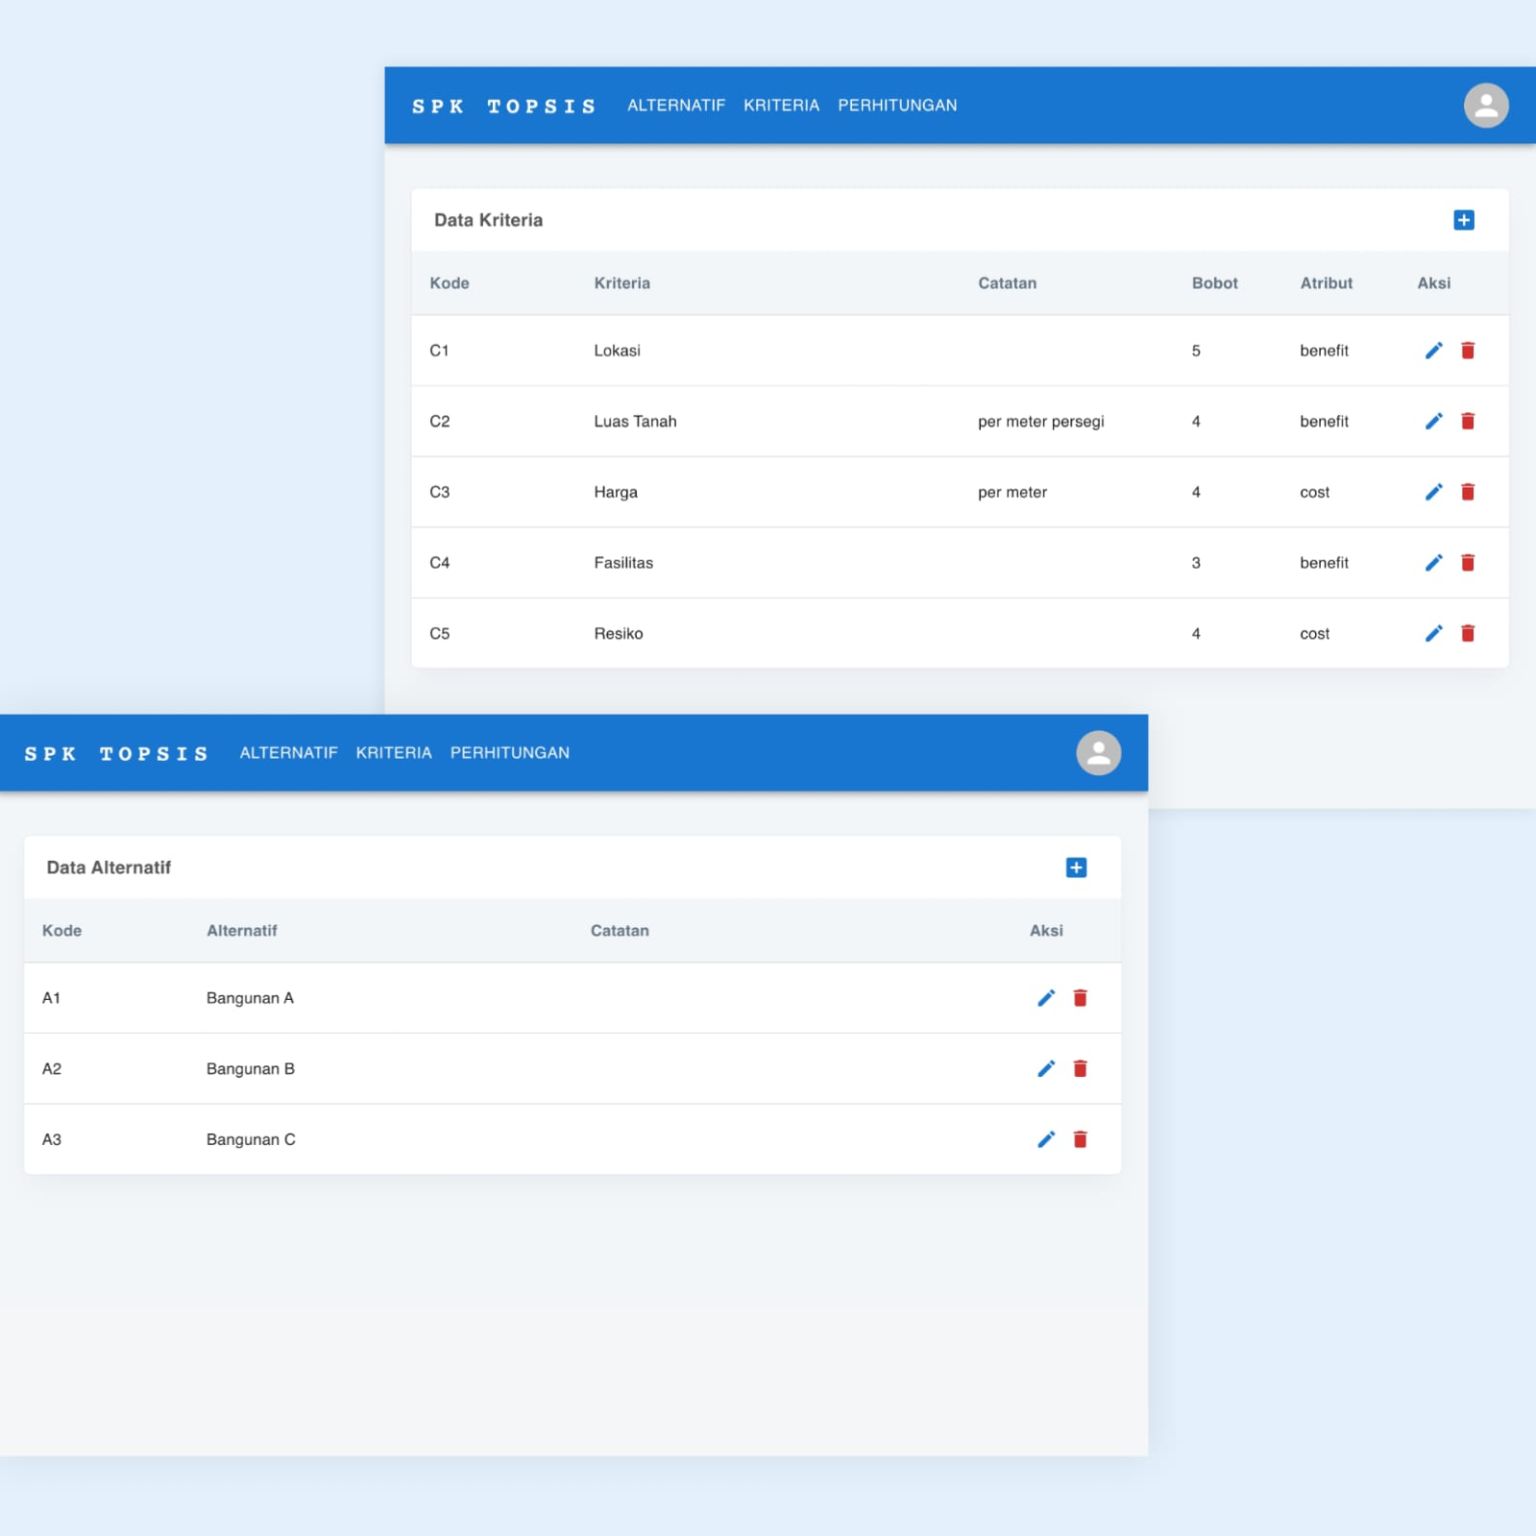 SPK TOPSIS ALTERNATIF KRITERIA PERHITUNGAN
Data Kriteria
Kode Kriteria Catatan Bobot Atribut Aksi
C1 Lokasi 5 benefit
C2 Luas Tanah per meter persegi 4 benefit
C3 Harga per meter 4 cost
C4 Fasilitas 3 benefit
C5 Resiko 4 cost
SPK TOPSIS ALTERNATIF KRITERIA PERHITUNGAN
Data Alternatif
Kode Alternatif Catatan Aksi
A1 Bangunan A
A2 Bangunan B
A3 Bangunan C